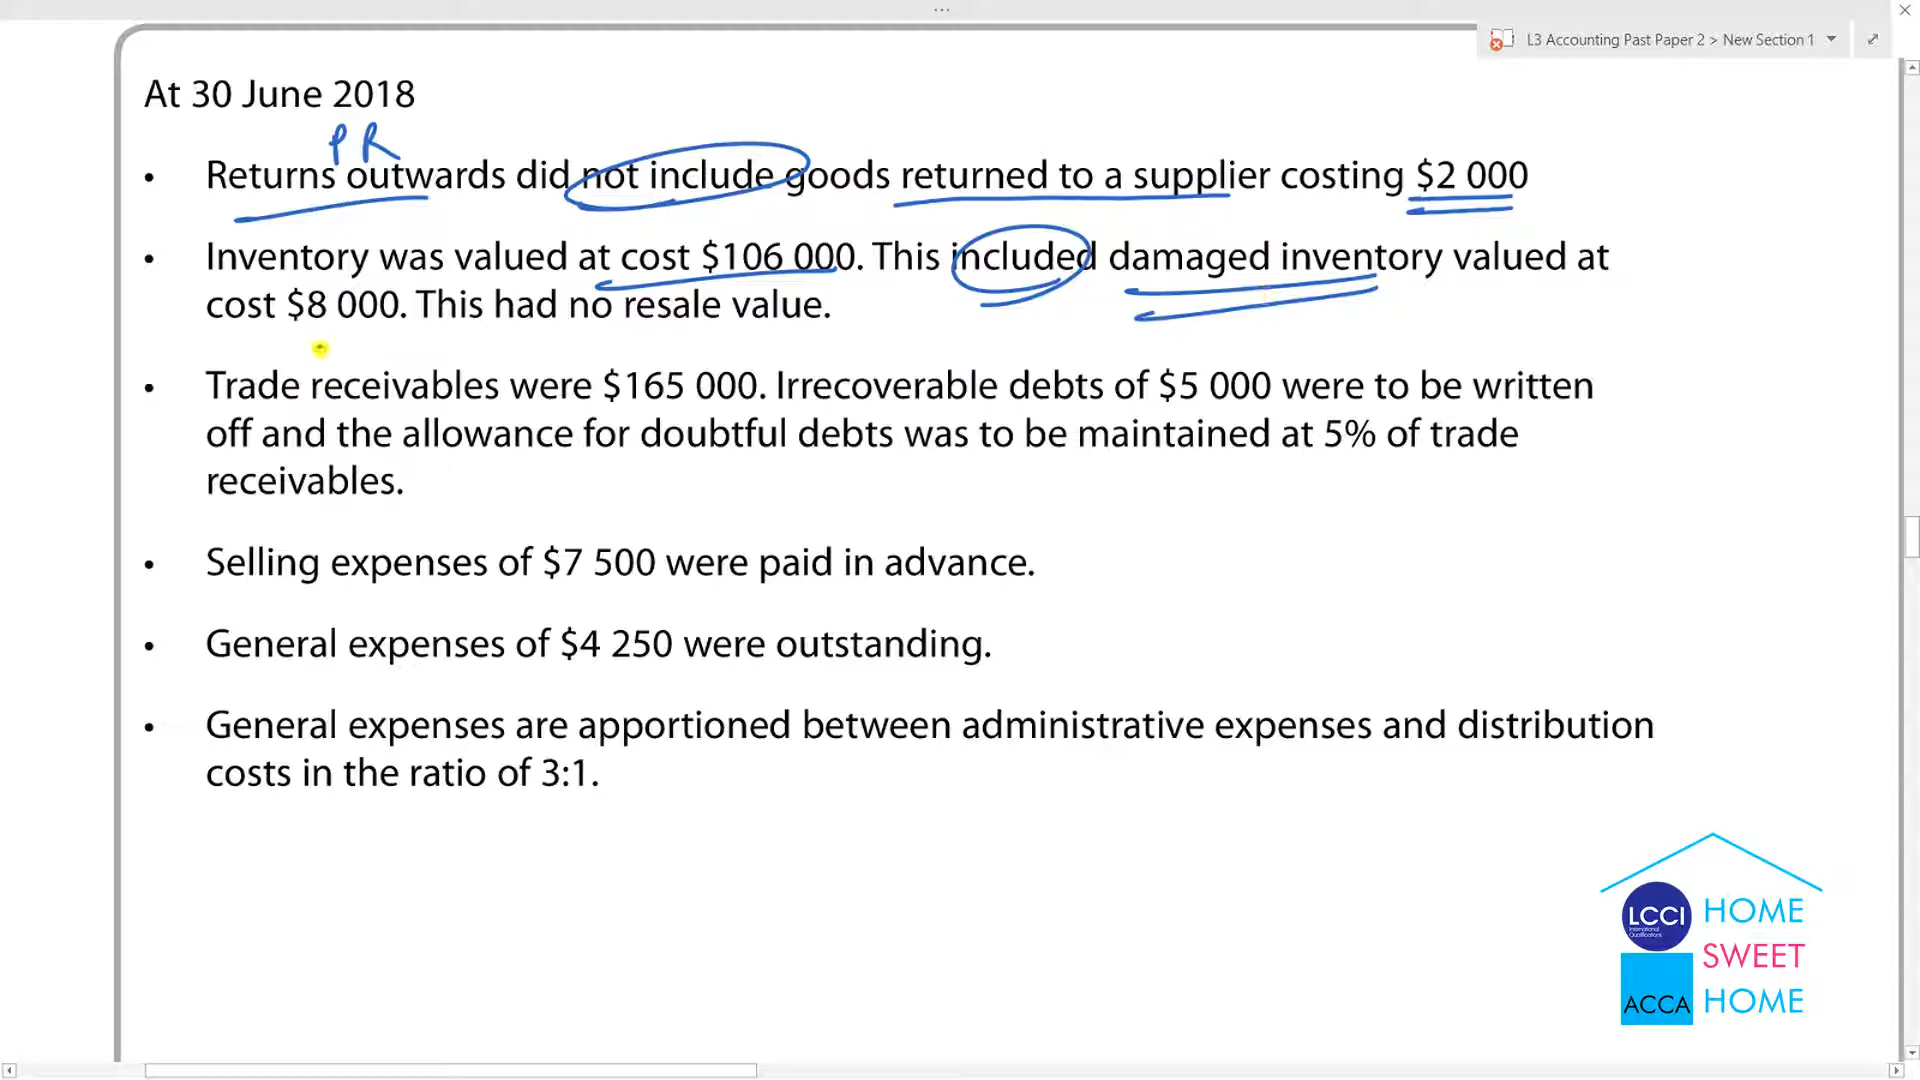 L3 Accounting Past Paper 2 > New Section 1
At 30 June 2018
P R
• Returns outwards did not include goods returned to a supplier costing $2 000
• Inventory was valued at cost $106 000. This included damaged inventory valued at
cost $8 000. This had no resale value.
• Trade receivables were $165 000. Irrecoverable debts of $5 000 were to be written
off and the allowance for doubtful debts was to be maintained at 5% of trade
receivables.
• Selling expenses of $7 500 were paid in advance.
• General expenses of $4 250 were outstanding.
• General expenses are apportioned between administrative expenses and distribution
costs in the ratio of 3:1.
LCCI
International
Qualifications
HOME
SWEET
HOME
ACCA